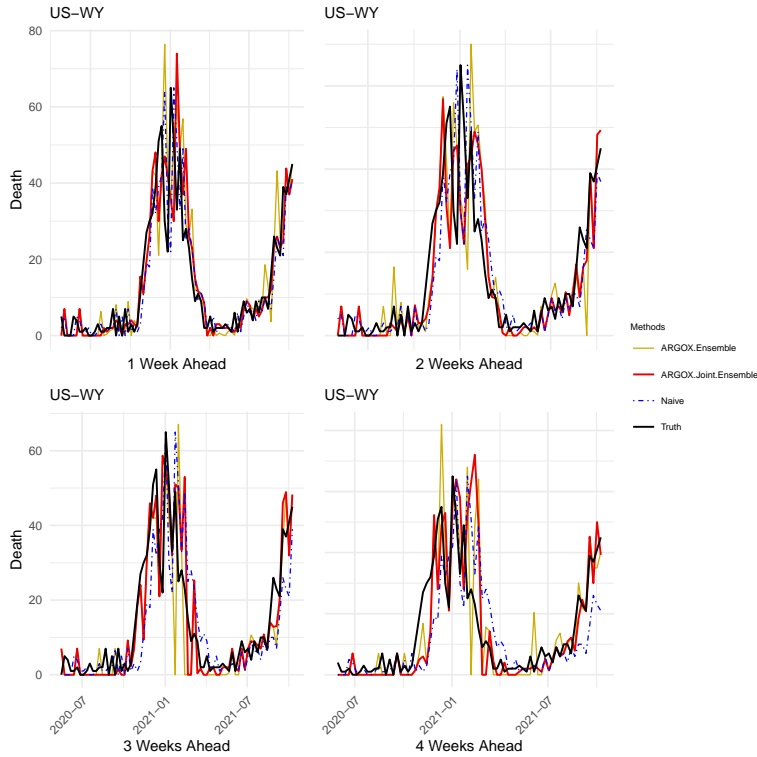 US−WY
US−WY
80
60
40
20
0
Death
1 Week Ahead
2 Weeks Ahead
Methods
ARGOX.Ensemble
ARGOX.Joint.Ensemble
Naive
Truth
US−WY
US−WY
60
40
20
0
Death
2020−07
2021−01
2021−07
2020−07
2021−01
2021−07
3 Weeks Ahead
4 Weeks Ahead